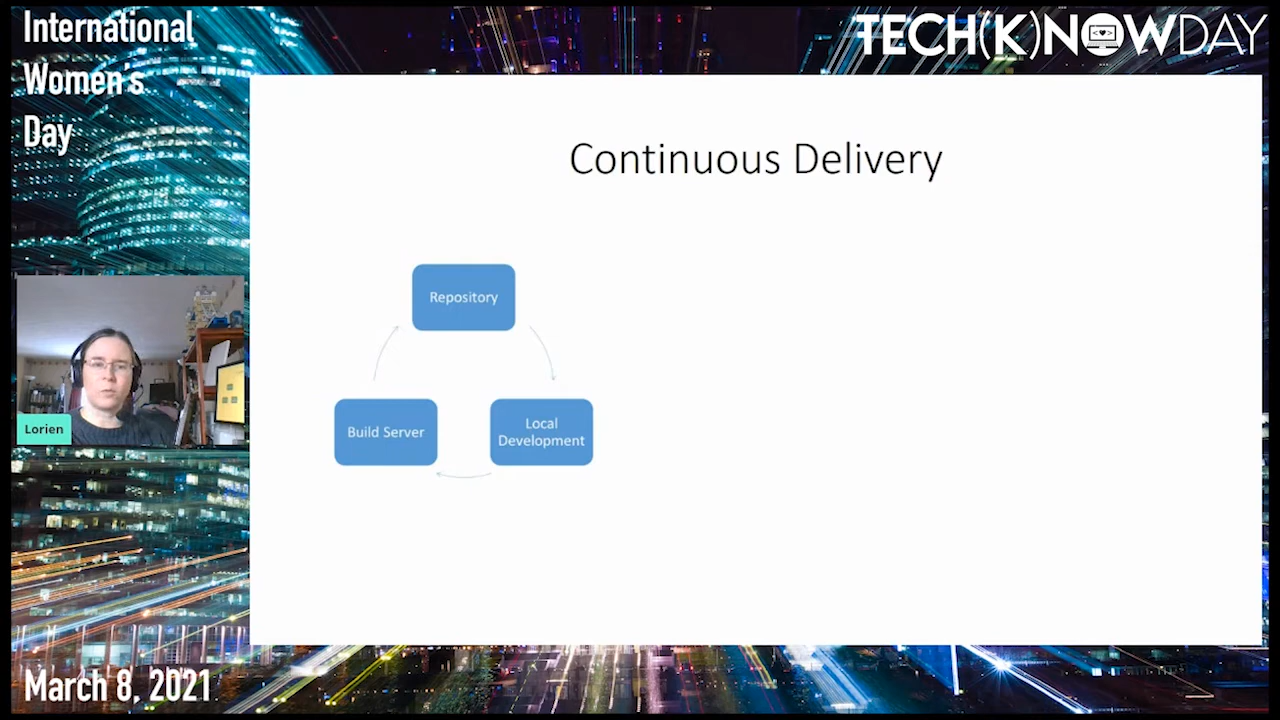 International
Women's
Day
TECH(K)NOWDAY
Continuous Delivery
Repository
Build Server
Local
Development
Lorien
March 8, 2021